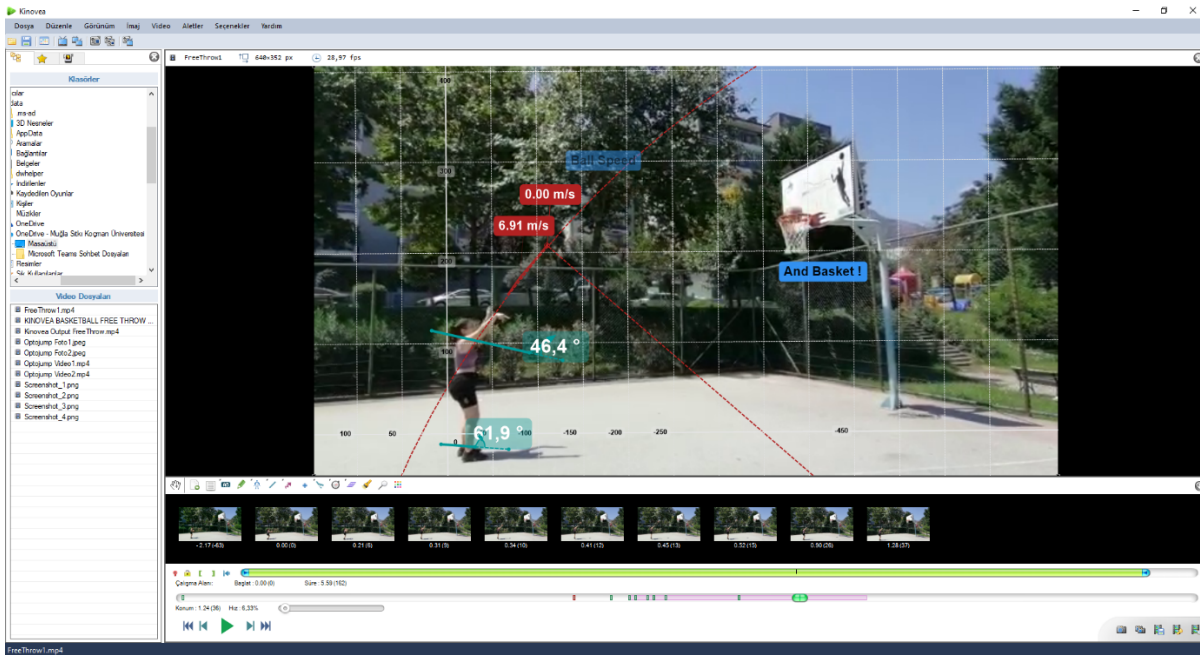 Kinovea
Dosya Düzenle Görünüm İmaj Video Aletler Seçenekler Yardım
FreeThrow1 640x352 px 28,97 fps
Klasörler
3D Nesneler
AppData
Aramalar
Bağlantılar
Belgeler
dwhelper
İndirilenler
Kaydedilen Oyunlar
Kişiler
Müzikler
OneDrive
OneDrive - Muğla Sıtkı Koçman Üniversitesi
Masaüstü
Microsoft Teams Sohbet Dosyaları
Resimler
Video Dosyaları
FreeThrow1.mp4
KINOVEA BASKETBALL FREE THROW ...
Kinovea Output FreeThrow.mp4
Optojump Foto1.jpeg
Optojump Foto2.jpeg
Optojump Video1.mp4
Optojump Video2.mp4
Screenshot_1.png
Screenshot_2.png
Screenshot_3.png
Screenshot_4.png
Ball Speed
300
0.00 m/s
6.91 m/s
200
And Basket !
46,4 °
100
61,9 °
100 50 0 -100 -150 -200 -250 -450
-2.17 (-63) 0.00 (0) 0.21 (6) 0.31 (9) 0.34 (10) 0.41 (12) 0.45 (13) 0.52 (15) 0.90 (26) 1.28 (37)
Çalışma Alanı: Başlat : 0.00 (0) Süre : 5.59 (162)
Konum : 1.24 (36) Hız : 6,33%
FreeThrow1.mp4